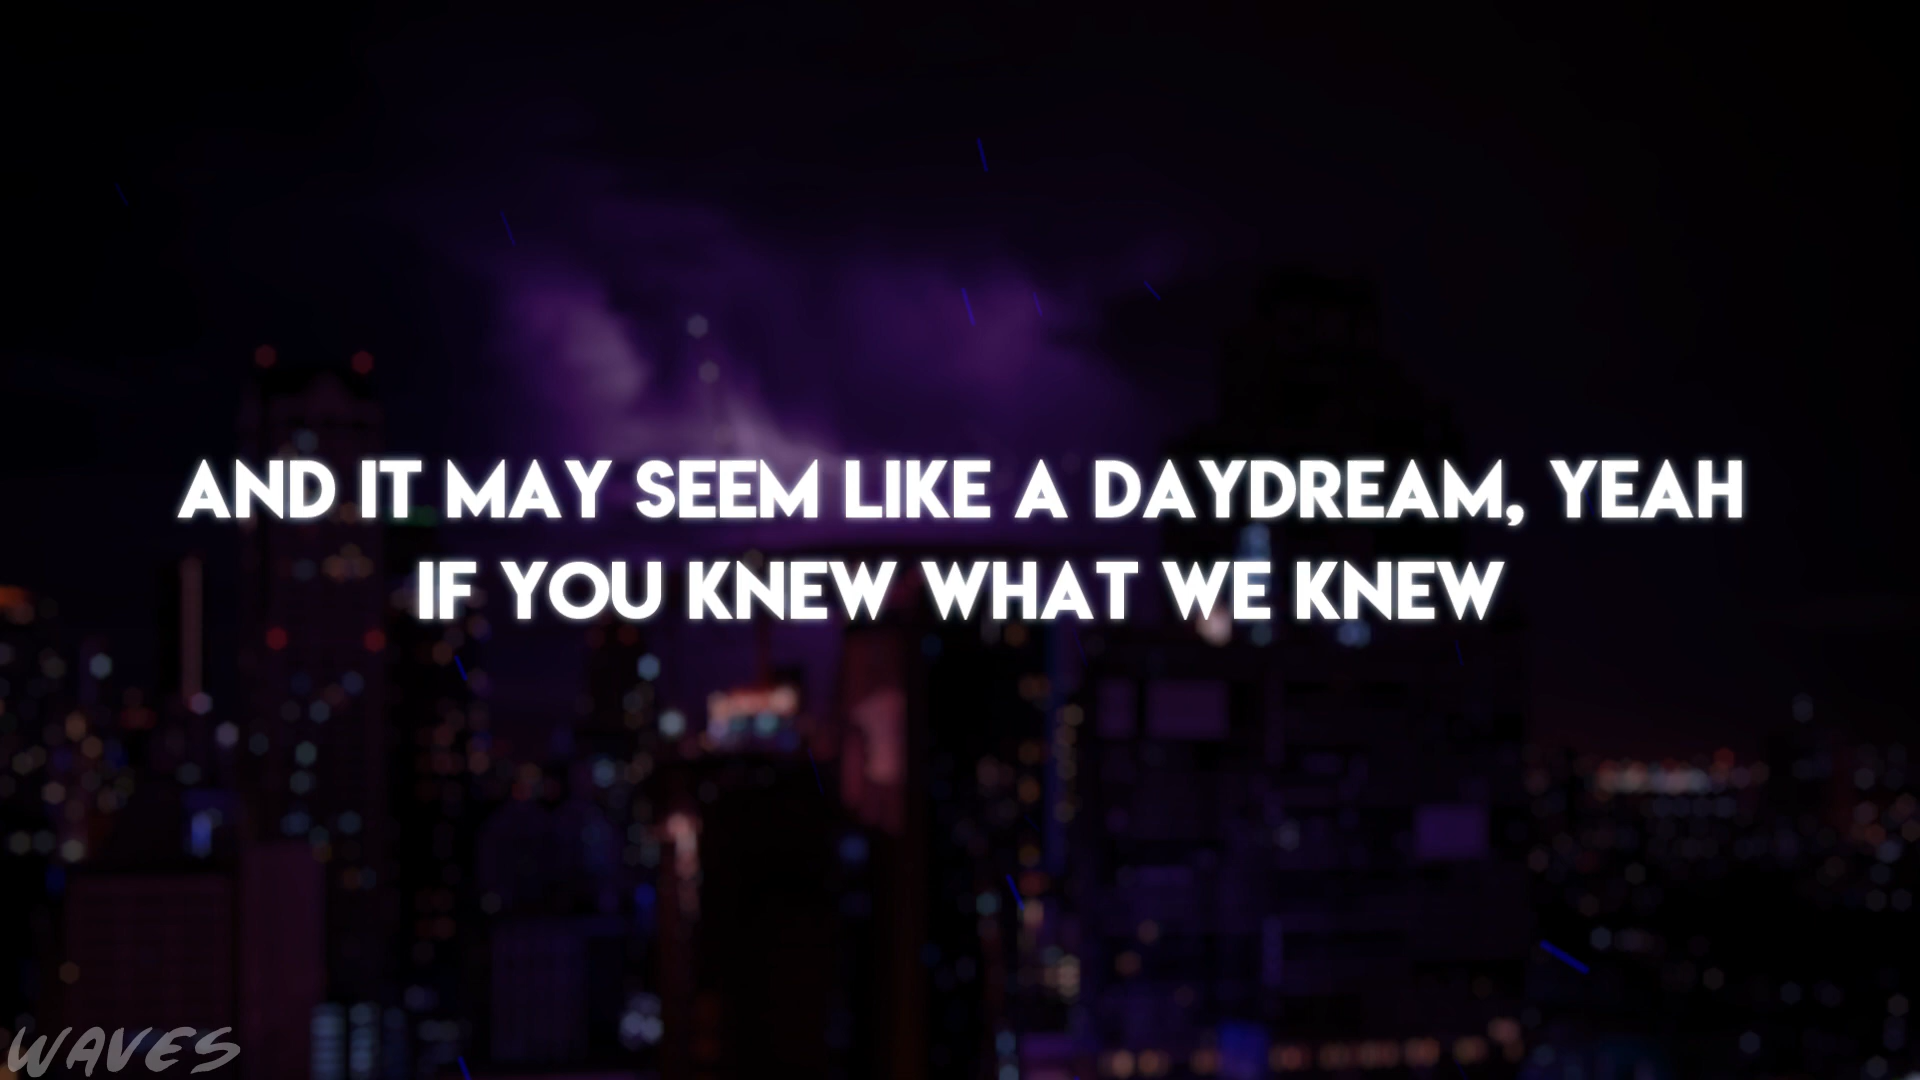 AND IT MAY SEEM LIKE A DAYDREAM, YEAH
IF YOU KNEW WHAT WE KNEW
WAVES